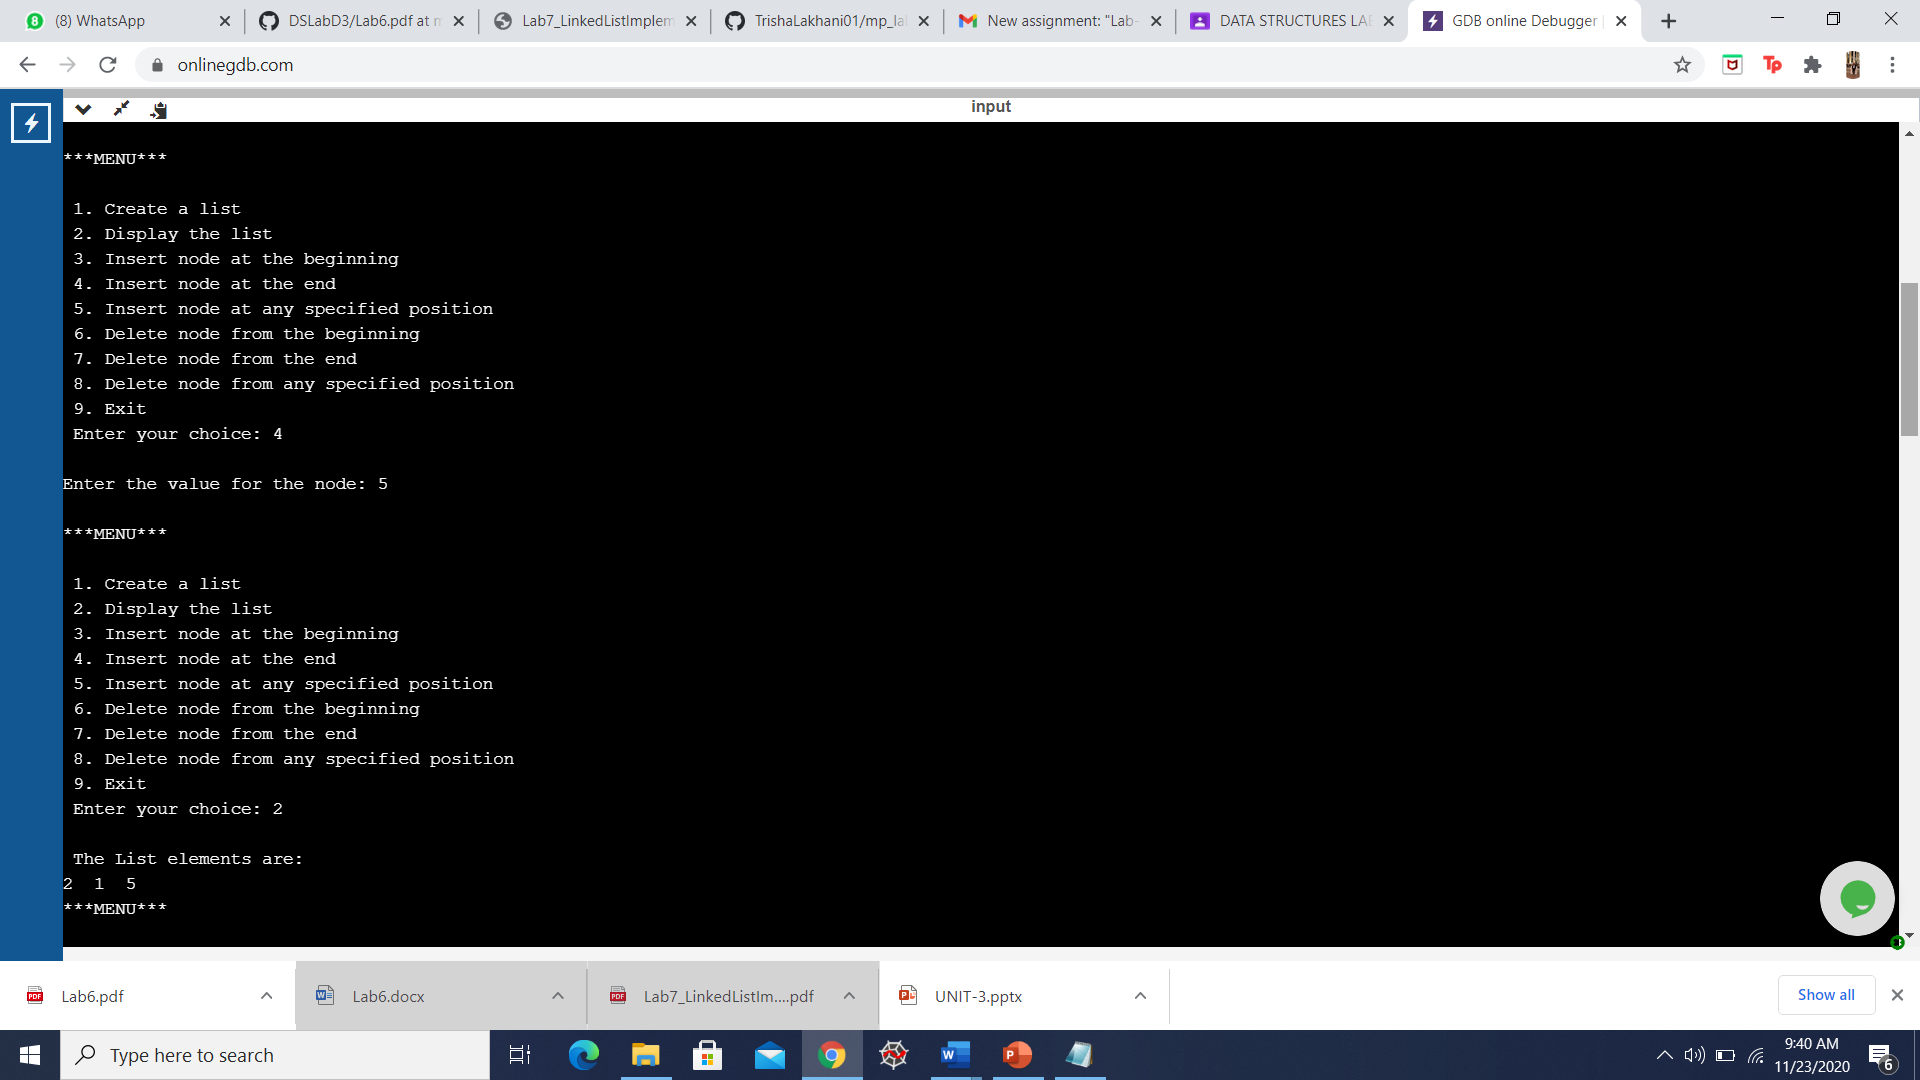 (8) WhatsApp
DSLabD3/Lab6.pdf at m
Lab7_LinkedListImplem
TrishaLakhani01/mp_la
New assignment: "Lab-
DATA STRUCTURES LAB
GDB online Debugger
onlinegdb.com
input
***MENU***
1. Create a list
2. Display the list
3. Insert node at the beginning
4. Insert node at the end
5. Insert node at any specified position
6. Delete node from the beginning
7. Delete node from the end
8. Delete node from any specified position
9. Exit
Enter your choice: 4
Enter the value for the node: 5
***MENU***
1. Create a list
2. Display the list
3. Insert node at the beginning
4. Insert node at the end
5. Insert node at any specified position
6. Delete node from the beginning
7. Delete node from the end
8. Delete node from any specified position
9. Exit
Enter your choice: 2
The List elements are:
2 1 5
***MENU***
Lab6.pdf
Lab6.docx
Lab7_LinkedListIm....pdf
UNIT-3.pptx
Show all
Type here to search
9:40 AM
11/23/2020
6